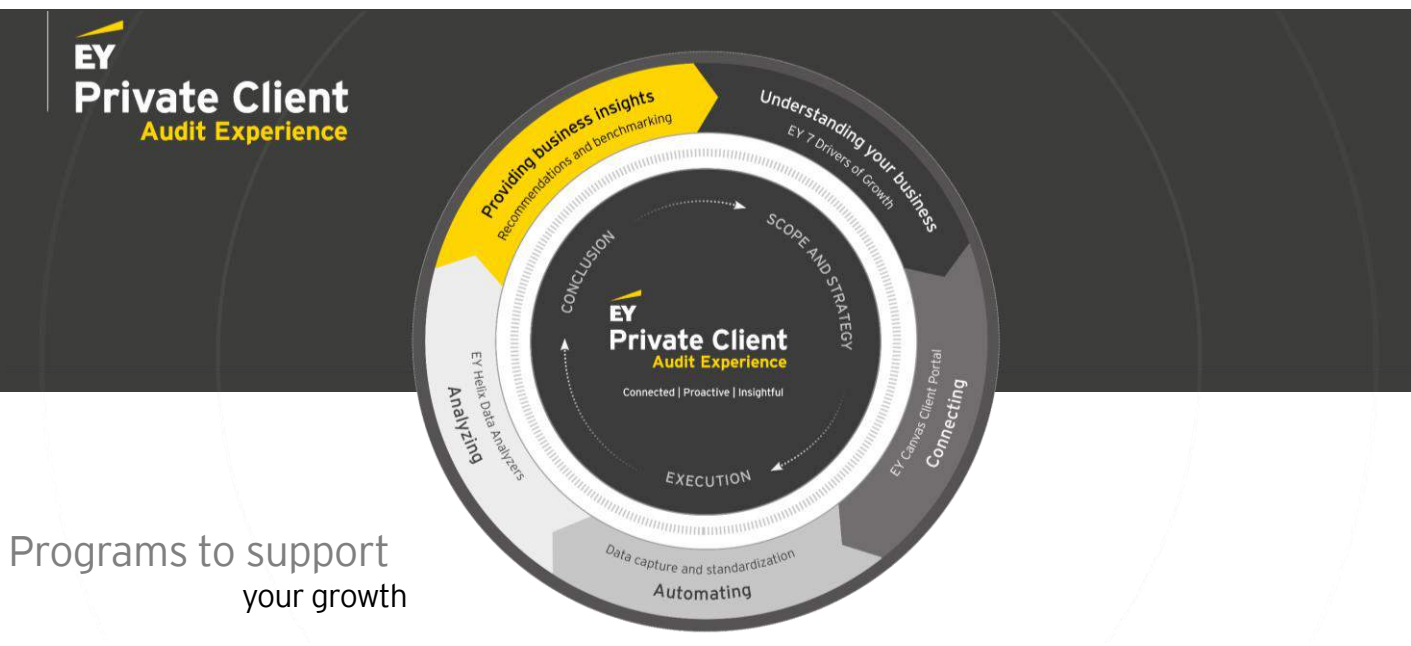 EY
Private Client
Audit Experience
Providing business insights
Recommendations and benchmarking
Understanding your business
EY 7 Drivers of Growth
Connecting
EY Canvas Client Portal
Automating
Data capture and standardization
Analyzing
EY Helix Data Analyzers
CONCLUSION
SCOPE AND STRATEGY
EXECUTION
EY
Private Client
Audit Experience
Connected | Proactive | Insightful
Programs to support
your growth